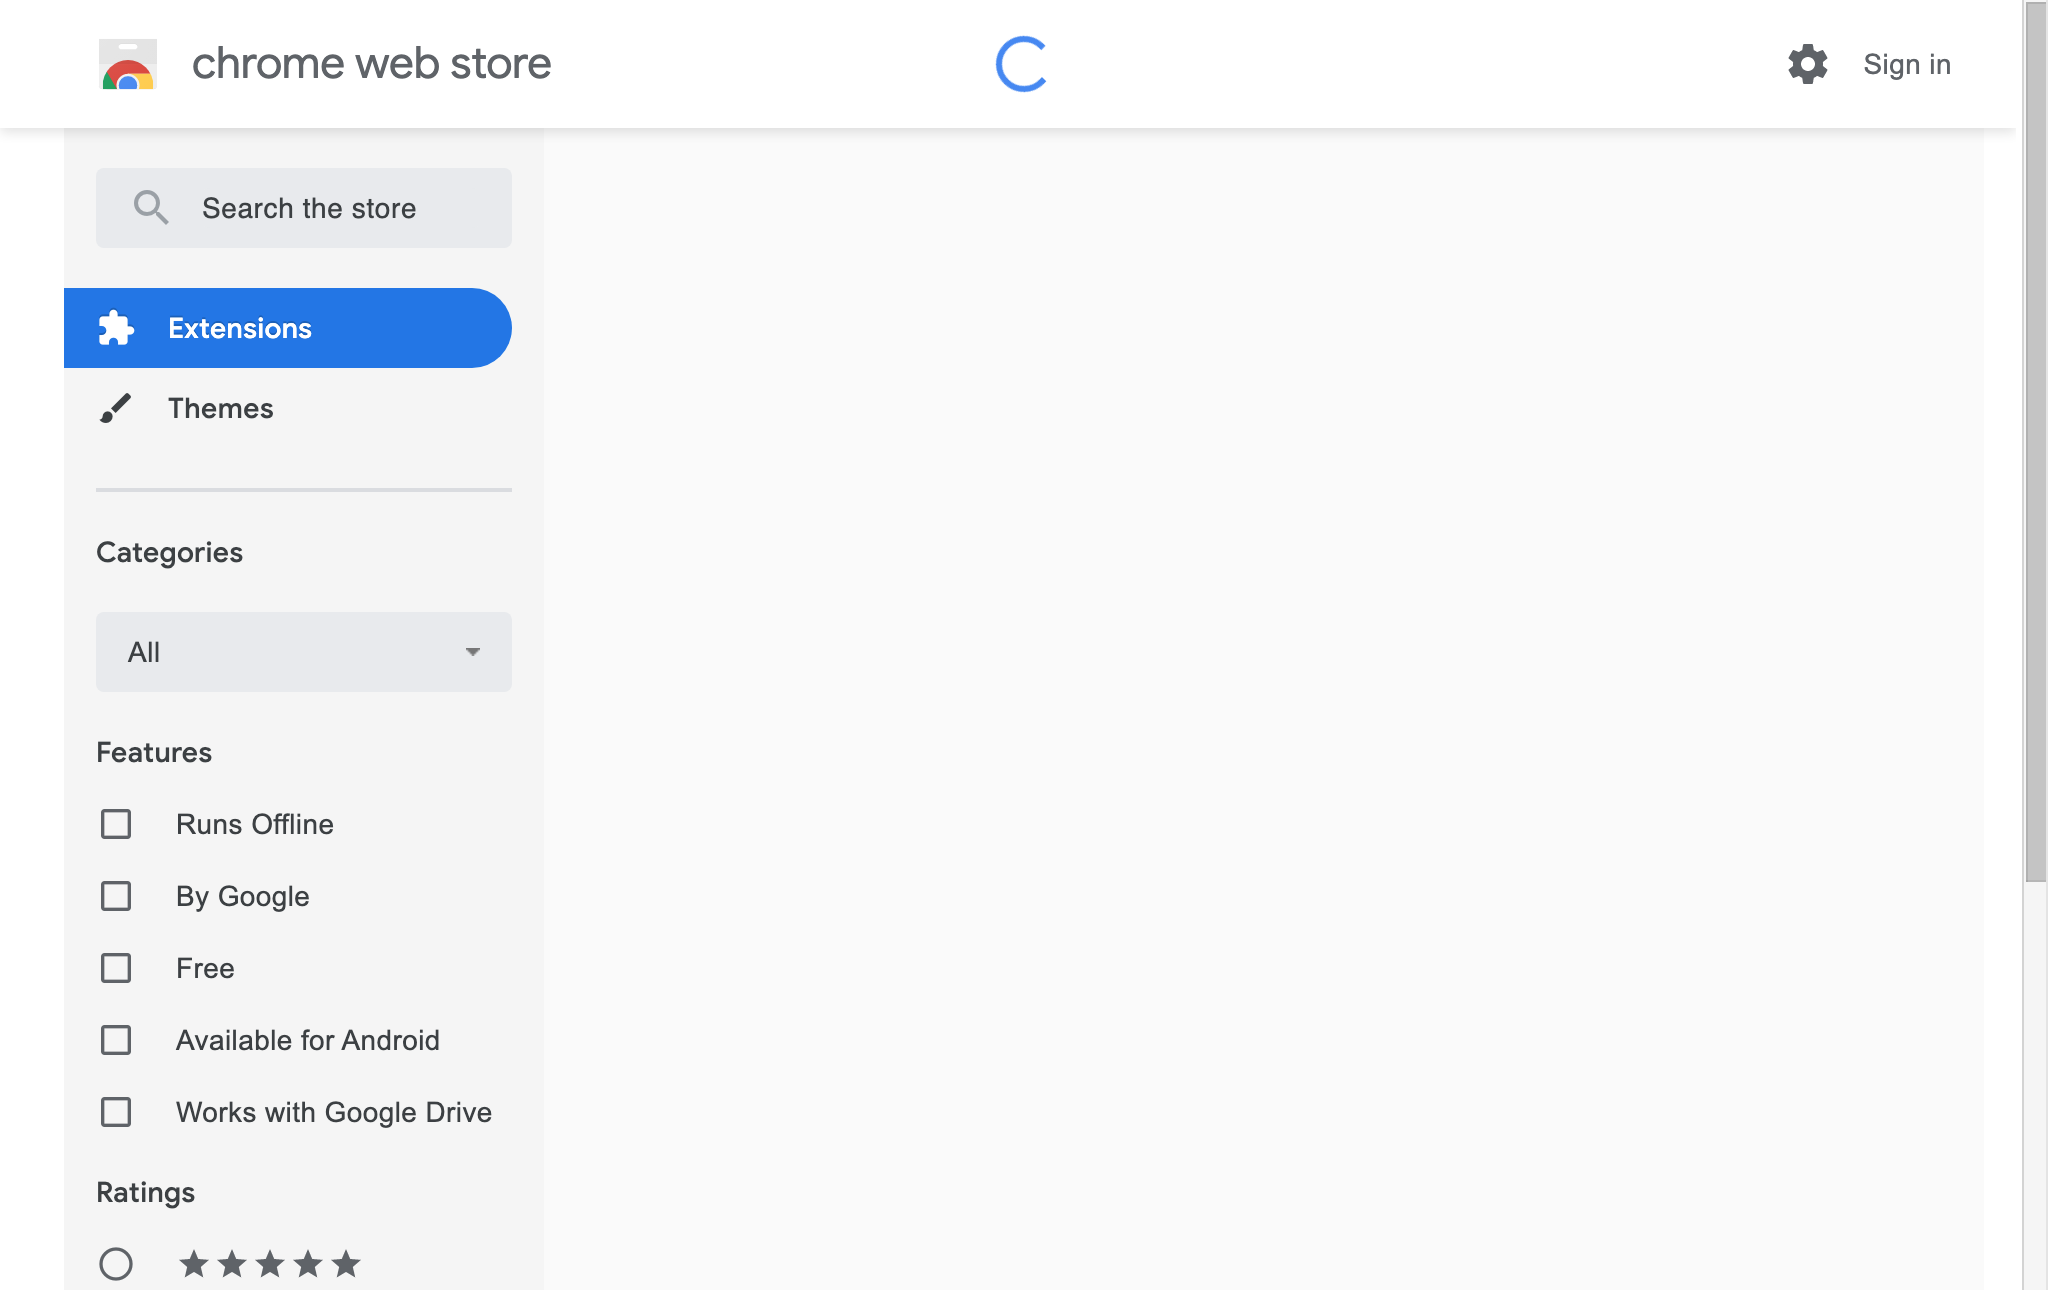 chrome web store
Sign in
Search the store
Extensions
Themes
Categories
All
Features
Runs Offline
By Google
Free
Available for Android
Works with Google Drive
Ratings